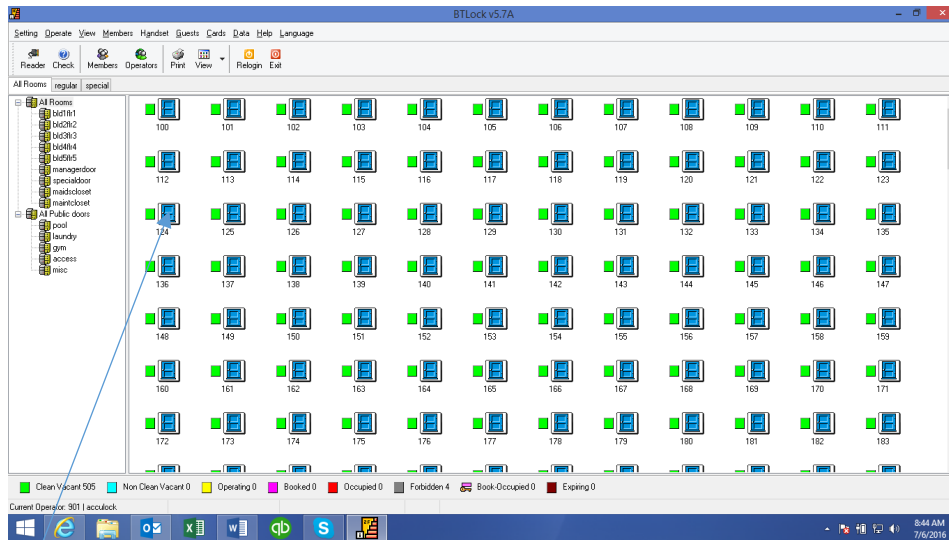 BTLock v5.7A
Setting Operate View Members Handset Guests Cards Data Help Language
Reader Check Members Operators Print View Relogin Exit
All Rooms regular special
All Rooms
bld1flr1
bld2flr2
bld3flr3
bld4flr4
bld5flr5
managerdoor
specialdoor
maidscloset
maintcloset
All Public doors
pool
laundry
gym
access
misc
100 101 102 103 104 105 106 107 108 109 110 111
112 113 114 115 116 117 118 119 120 121 122 123
124 125 126 127 128 129 130 131 132 133 134 135
136 137 138 139 140 141 142 143 144 145 146 147
148 149 150 151 152 153 154 155 156 157 158 159
160 161 162 163 164 165 166 167 168 169 170 171
172 173 174 175 176 177 178 179 180 181 182 183
Clean Vacant 505 Non Clean Vacant 0 Operating 0 Booked 0 Occupied 0 Forbidden 4 Book-Occupied 0 Expiring 0
Current Operator: 901 | acculock
8:44 AM
7/6/2016